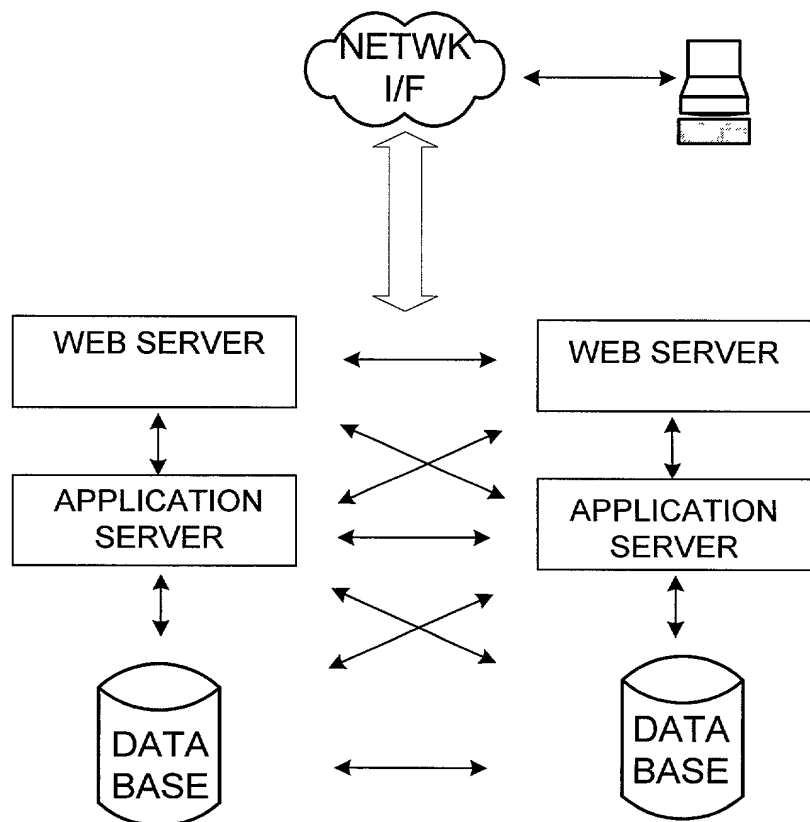 NETWK
I/F
WEB SERVER
WEB SERVER
APPLICATION
SERVER
APPLICATION
SERVER
DATA
BASE
DATA
BASE